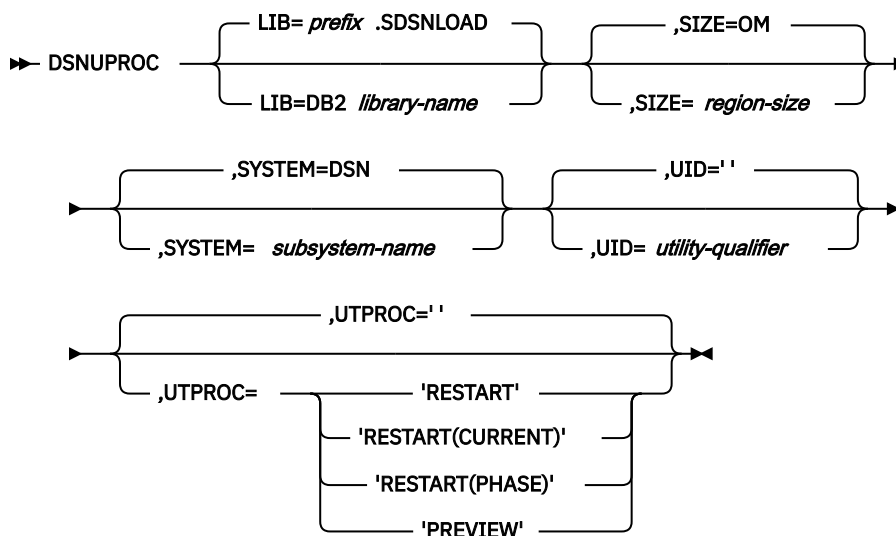 LIB= prefix .SDSNLOAD
,SIZE=OM
DSNUPROC
LIB=DB2 library-name
,SIZE= region-size
,SYSTEM=DSN
,UID=' '
,SYSTEM= subsystem-name
,UID= utility-qualifier
,UTPROC=' '
,UTPROC=
'RESTART'
'RESTART(CURRENT)'
'RESTART(PHASE)'
'PREVIEW'